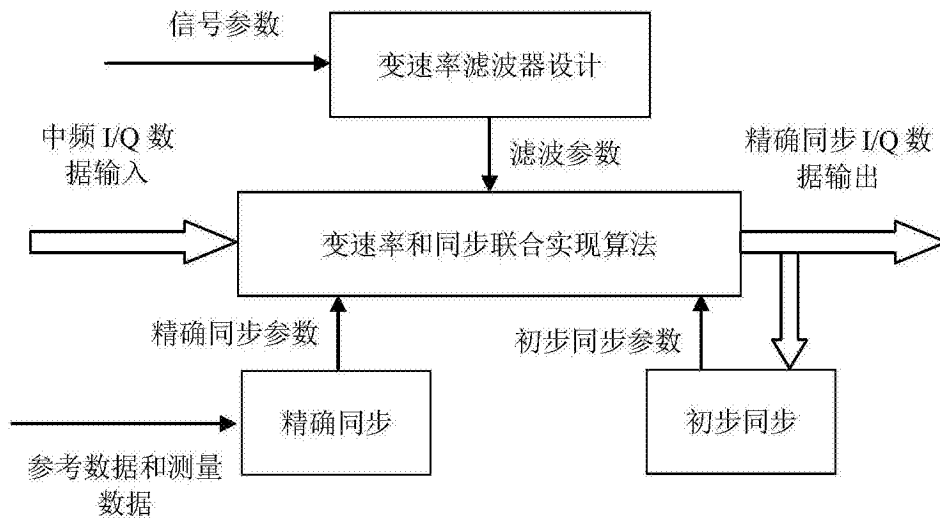 信号参数
变速率滤波器设计
中频 I/Q 数
据输入
滤波参数
精确同步 I/Q 数
据输出
变速率和同步联合实现算法
精确同步参数
初步同步参数
精确同步
初步同步
参考数据和测量
数据